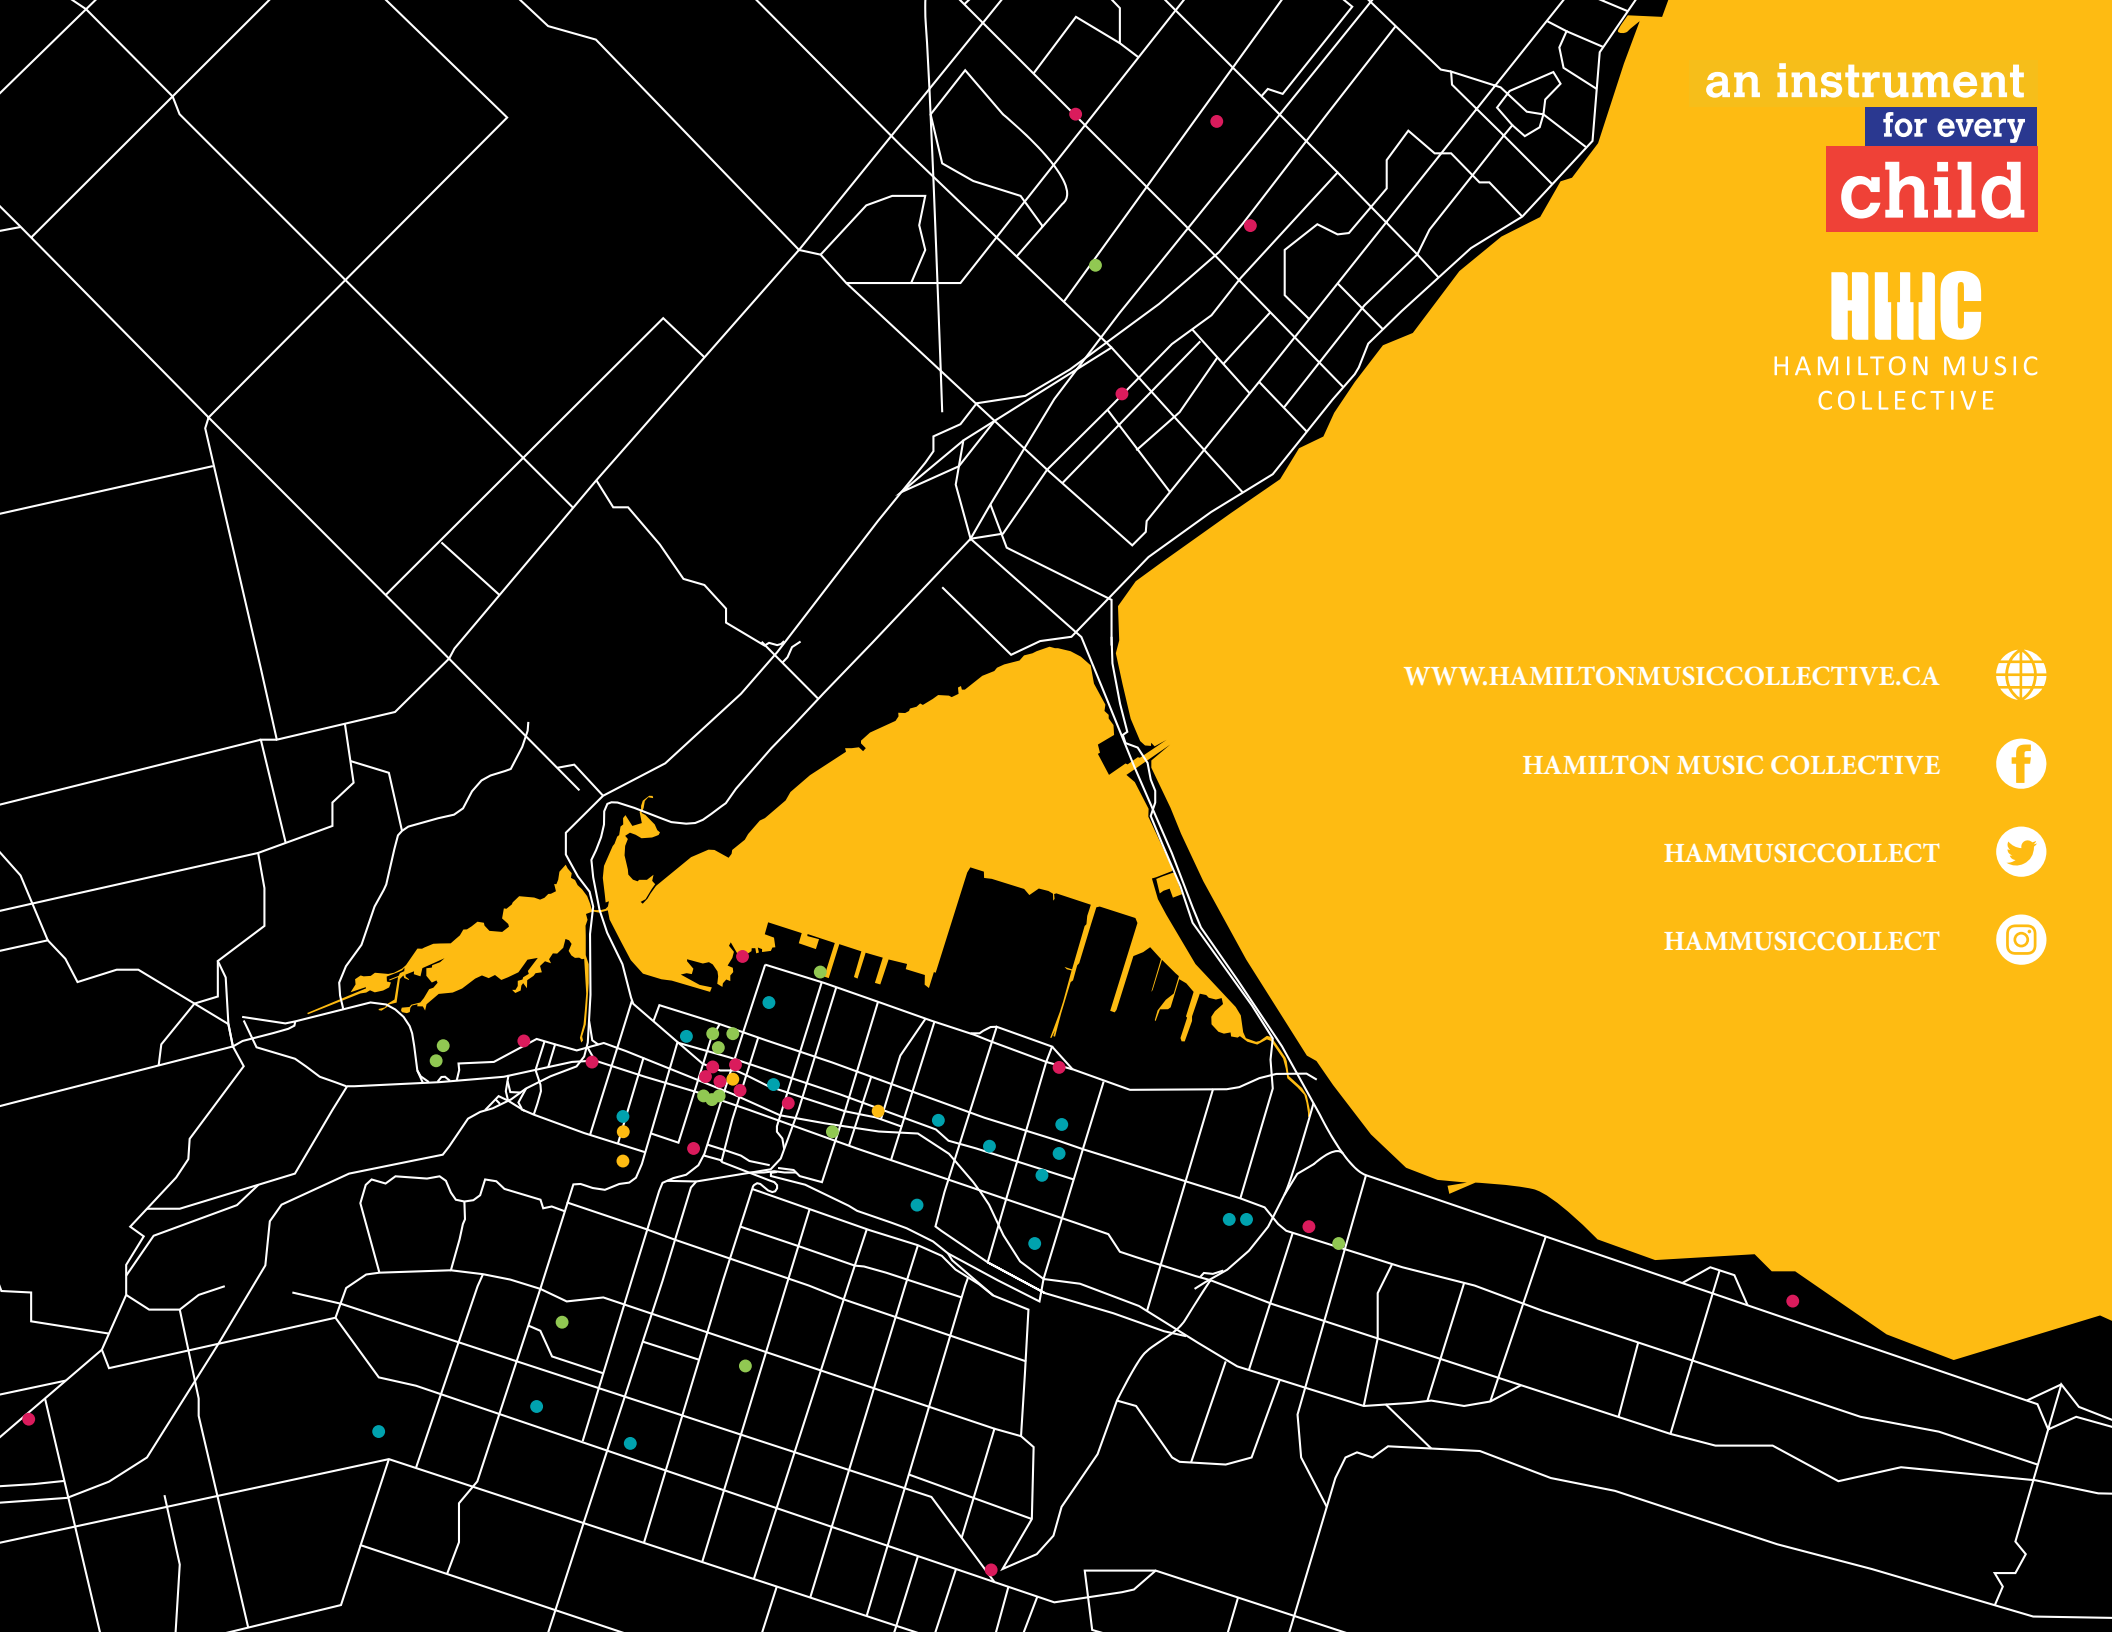 an instrument
for every
child
HMC
HAMILTON MUSIC
COLLECTIVE
WWW.HAMILTONMUSICCOLLECTIVE.CA
HAMILTON MUSIC COLLECTIVE
HAMMUSICCOLLECT
HAMMUSICCOLLECT